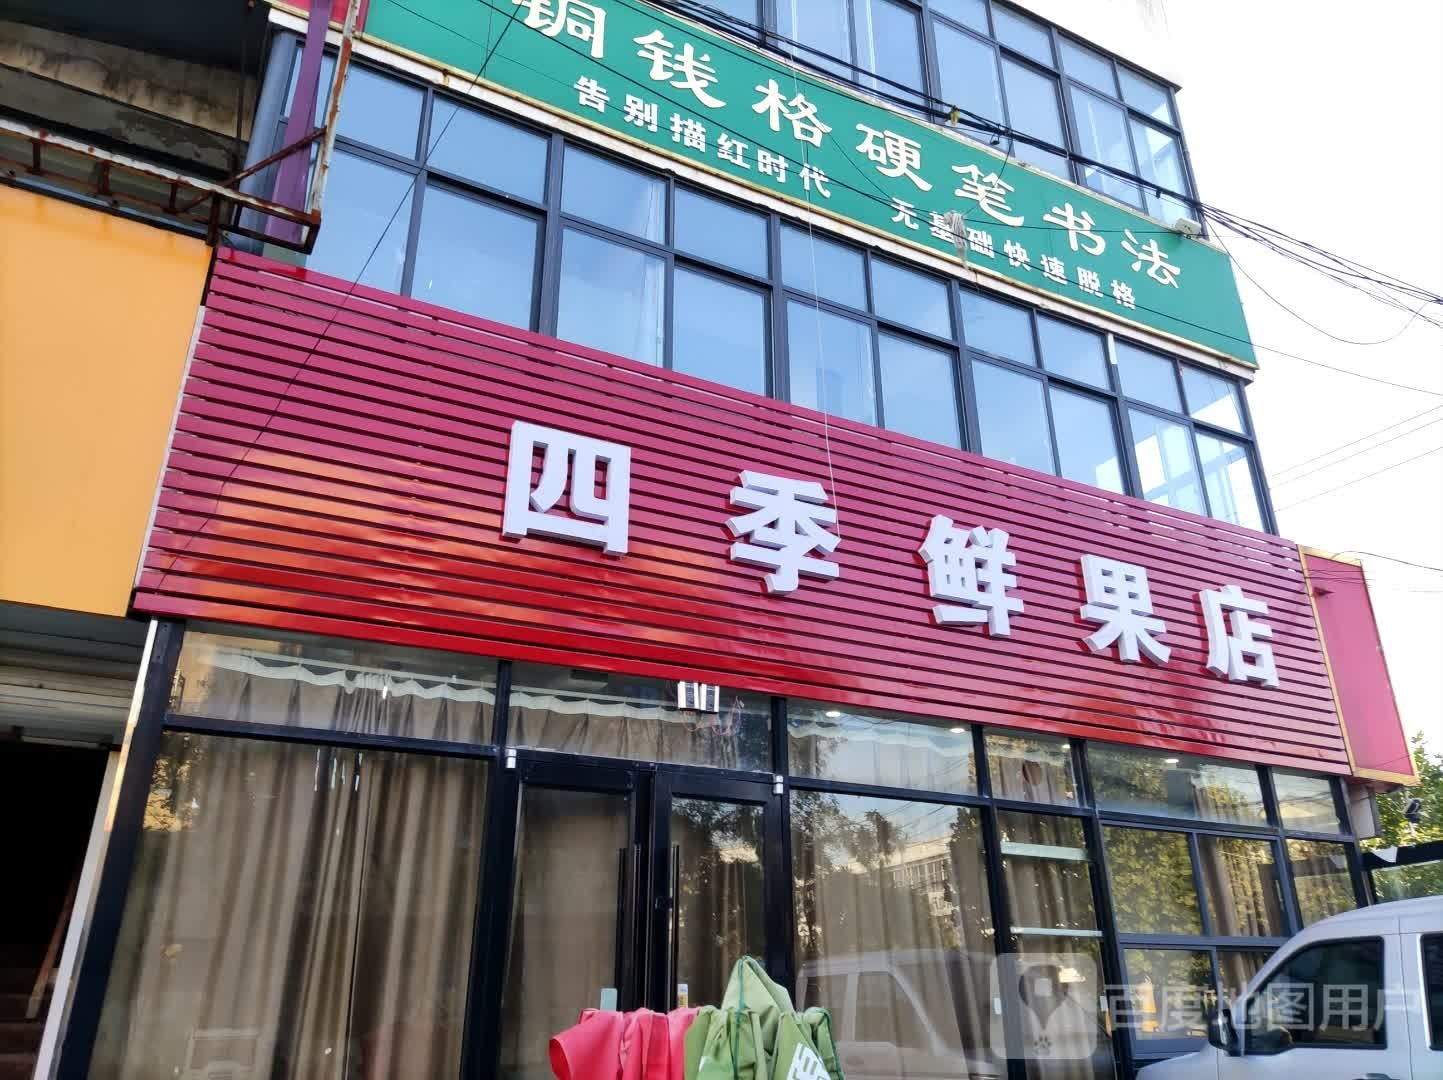 铜钱格硬笔书法
告别描红时代 无基础快速脱格
四季鲜果店
百度地图用户